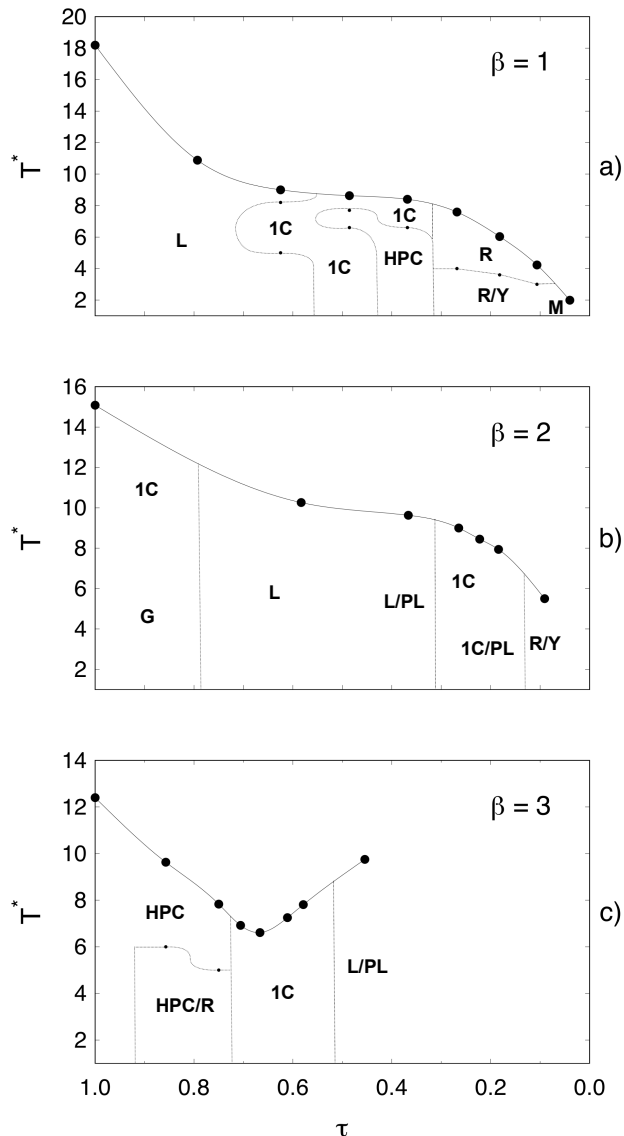 20
18
16
14
12
10
8
6
4
2
T*
β = 1
a)
L
1C
1C
1C
HPC
R
R/Y
M
16
14
12
10
8
6
4
2
T*
β = 2
b)
1C
G
L
L/PL
1C
1C/PL
R/Y
14
12
10
8
6
4
2
T*
β = 3
c)
HPC
HPC/R
1C
L/PL
1.0 0.8 0.6 0.4 0.2 0.0
τ